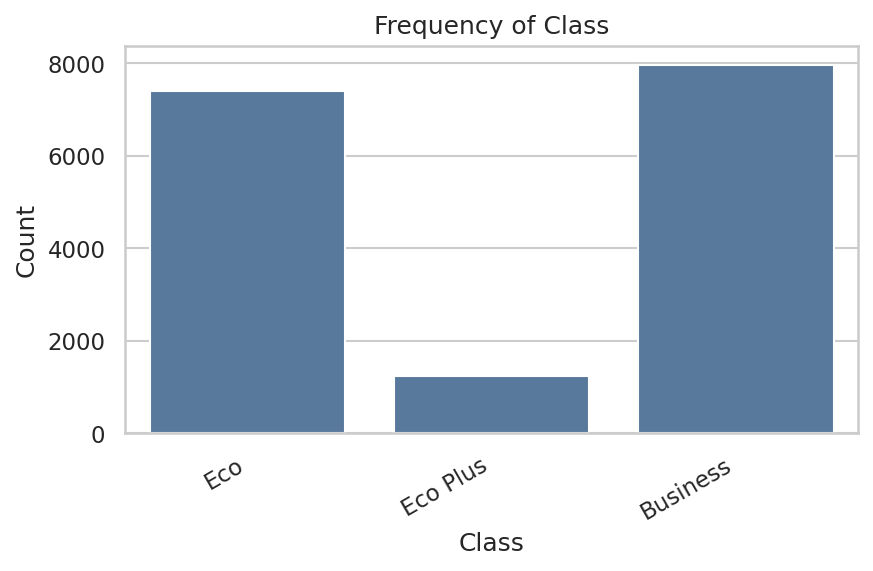 Frequency of Class
8000
6000
4000
2000
0
Count
Eco
Eco Plus
Business
Class